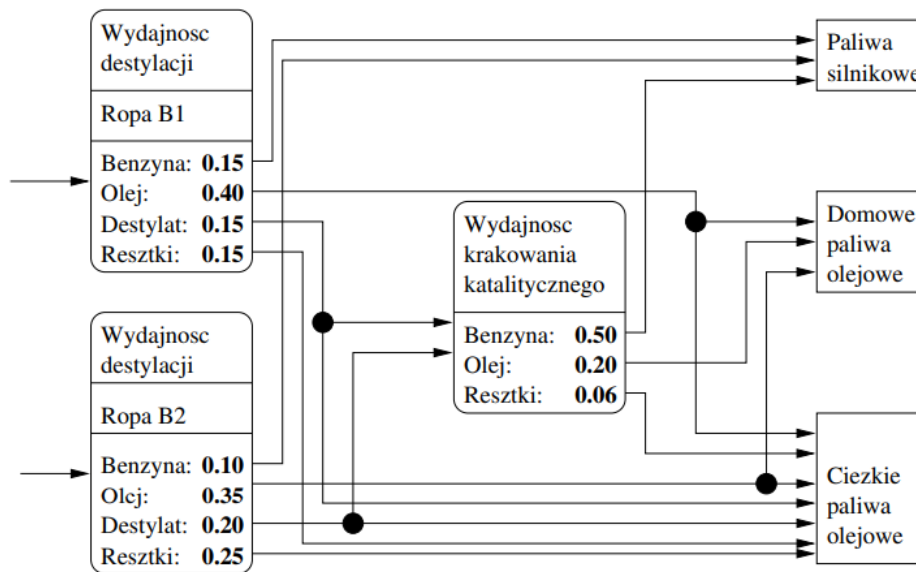 Wydajnosc
destylacji
Ropa B1
Benzyna: 0.15
Olej: 0.40
Destylat: 0.15
Resztki: 0.15
Wydajnosc
destylacji
Ropa B2
Benzyna: 0.10
Olej: 0.35
Destylat: 0.20
Resztki: 0.25
Wydajnosc
krakowania
katalitycznego
Benzyna: 0.50
Olej: 0.20
Resztki: 0.06
Paliwa
silnikowe
Domowe
paliwa
olejowe
Ciezkie
paliwa
olejowe